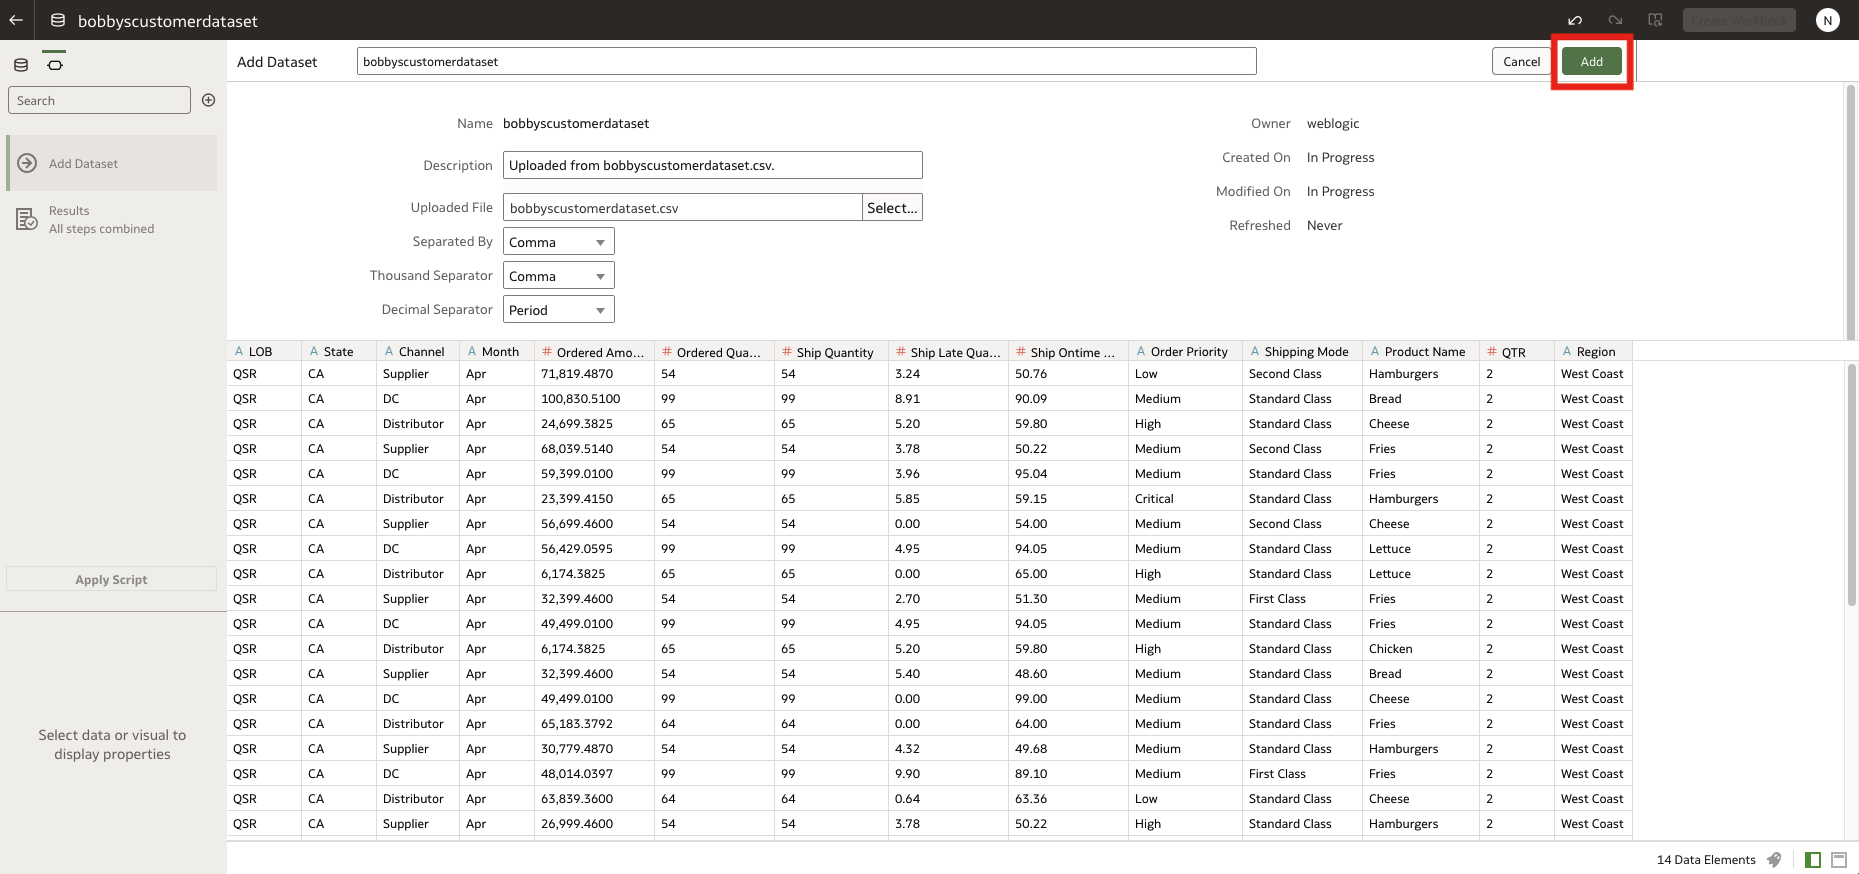 bobbyscustomerdataset
Create Workbook
N
Add Dataset
bobbyscustomerdataset
Cancel
Add
Search
Add Dataset
Results
All steps combined
Apply Script
Select data or visual to
display properties
Name bobbyscustomerdataset
Description Uploaded from bobbyscustomerdataset.csv.
Uploaded File bobbyscustomerdataset.csv Select...
Separated By Comma
Thousand Separator Comma
Decimal Separator Period
Owner weblogic
Created On In Progress
Modified On In Progress
Refreshed Never
A LOB A State A Channel A Month # Ordered Amo... # Ordered Qua... # Ship Quantity # Ship Late Qua... # Ship Ontime ... A Order Priority A Shipping Mode A Product Name # QTR A Region
QSR CA Supplier Apr 71,819.4870 54 54 3.24 50.76 Low Second Class Hamburgers 2 West Coast
QSR CA DC Apr 100,830.5100 99 99 8.91 90.09 Medium Standard Class Bread 2 West Coast
QSR CA Distributor Apr 24,699.3825 65 65 5.20 59.80 High Standard Class Cheese 2 West Coast
QSR CA Supplier Apr 68,039.5140 54 54 3.78 50.22 Medium Second Class Fries 2 West Coast
QSR CA DC Apr 59,399.0100 99 99 3.96 95.04 Medium Standard Class Fries 2 West Coast
QSR CA Distributor Apr 23,399.4150 65 65 5.85 59.15 Critical Standard Class Hamburgers 2 West Coast
QSR CA Supplier Apr 56,699.4600 54 54 0.00 54.00 Medium Second Class Cheese 2 West Coast
QSR CA DC Apr 56,429.0595 99 99 4.95 94.05 Medium Standard Class Lettuce 2 West Coast
QSR CA Distributor Apr 6,174.3825 65 65 0.00 65.00 High Standard Class Lettuce 2 West Coast
QSR CA Supplier Apr 32,399.4600 54 54 2.70 51.30 Medium First Class Fries 2 West Coast
QSR CA DC Apr 49,499.0100 99 99 4.95 94.05 Medium Standard Class Fries 2 West Coast
QSR CA Distributor Apr 6,174.3825 65 65 5.20 59.80 High Standard Class Chicken 2 West Coast
QSR CA Supplier Apr 32,399.4600 54 54 5.40 48.60 Medium Standard Class Bread 2 West Coast
QSR CA DC Apr 49,499.0100 99 99 0.00 99.00 Medium Standard Class Cheese 2 West Coast
QSR CA Distributor Apr 65,183.3792 64 64 0.00 64.00 Medium Standard Class Fries 2 West Coast
QSR CA Supplier Apr 30,779.4870 54 54 4.32 49.68 Medium Standard Class Hamburgers 2 West Coast
QSR CA DC Apr 48,014.0397 99 99 9.90 89.10 Medium First Class Fries 2 West Coast
QSR CA Distributor Apr 63,839.3600 64 64 0.64 63.36 Low Standard Class Cheese 2 West Coast
QSR CA Supplier Apr 26,999.4600 54 54 3.78 50.22 High Standard Class Hamburgers 2 West Coast
14 Data Elements